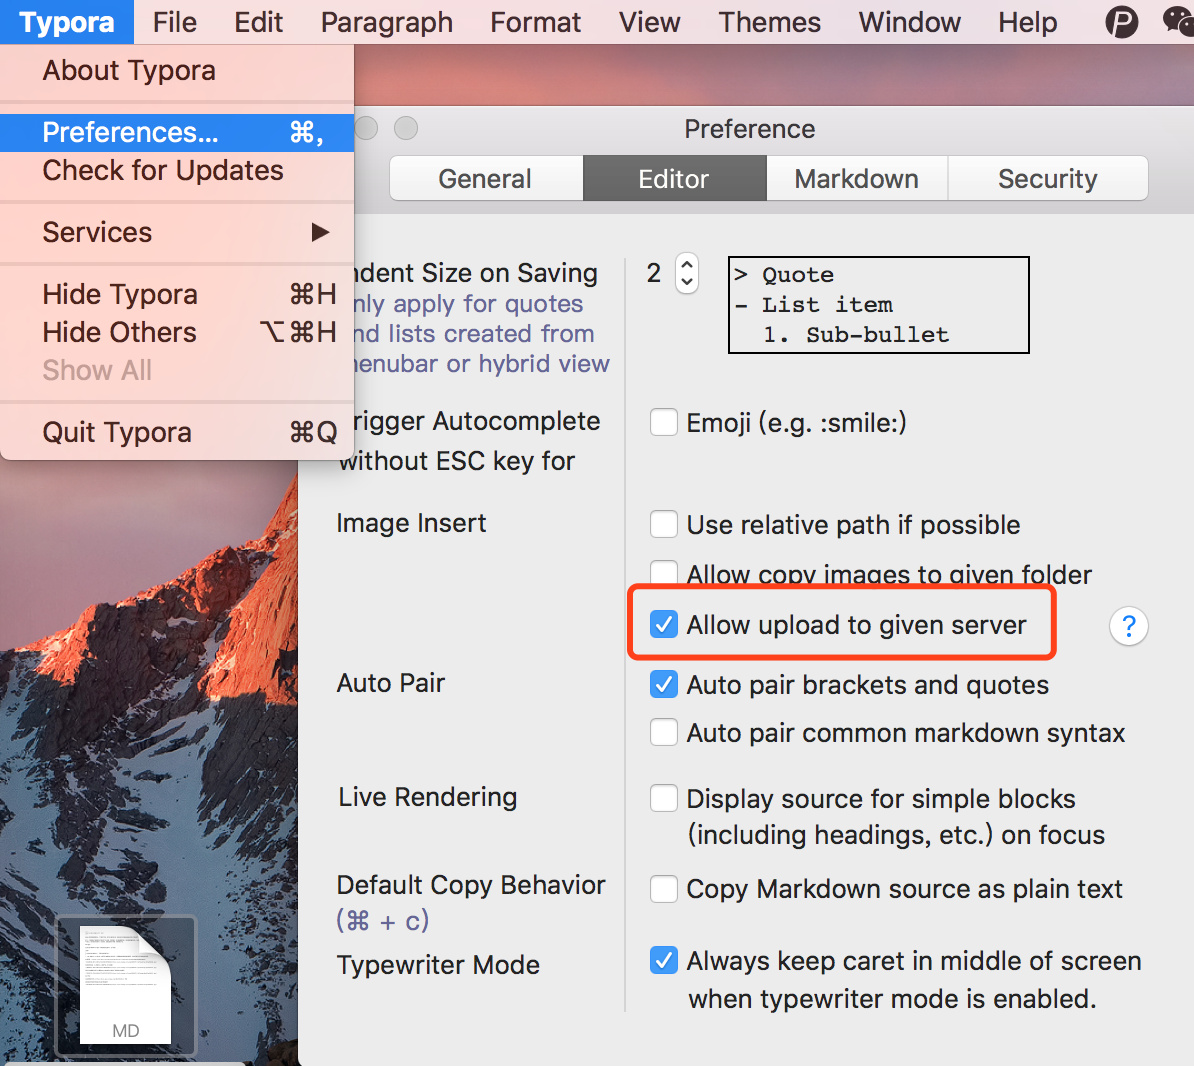 Typora File Edit Paragraph Format View Themes Window Help
About Typora
Preferences... ⌘,
Check for Updates
Services ▶
Hide Typora ⌘H
Hide Others ⌥⌘H
Show All
Quit Typora ⌘Q
Preference
General Editor Markdown Security
ndent Size on Saving
nly apply for quotes
nd lists created from
enubar or hybrid view
2
> Quote
- List item
1. Sub-bullet
rigger Autocomplete
without ESC key for
Emoji (e.g. :smile:)
Image Insert
Use relative path if possible
Allow copy images to given folder
Allow upload to given server
?
Auto Pair
Auto pair brackets and quotes
Auto pair common markdown syntax
Live Rendering
Display source for simple blocks
(including headings, etc.) on focus
Default Copy Behavior
(⌘ + c)
Copy Markdown source as plain text
Typewriter Mode
Always keep caret in middle of screen
when typewriter mode is enabled.
MD